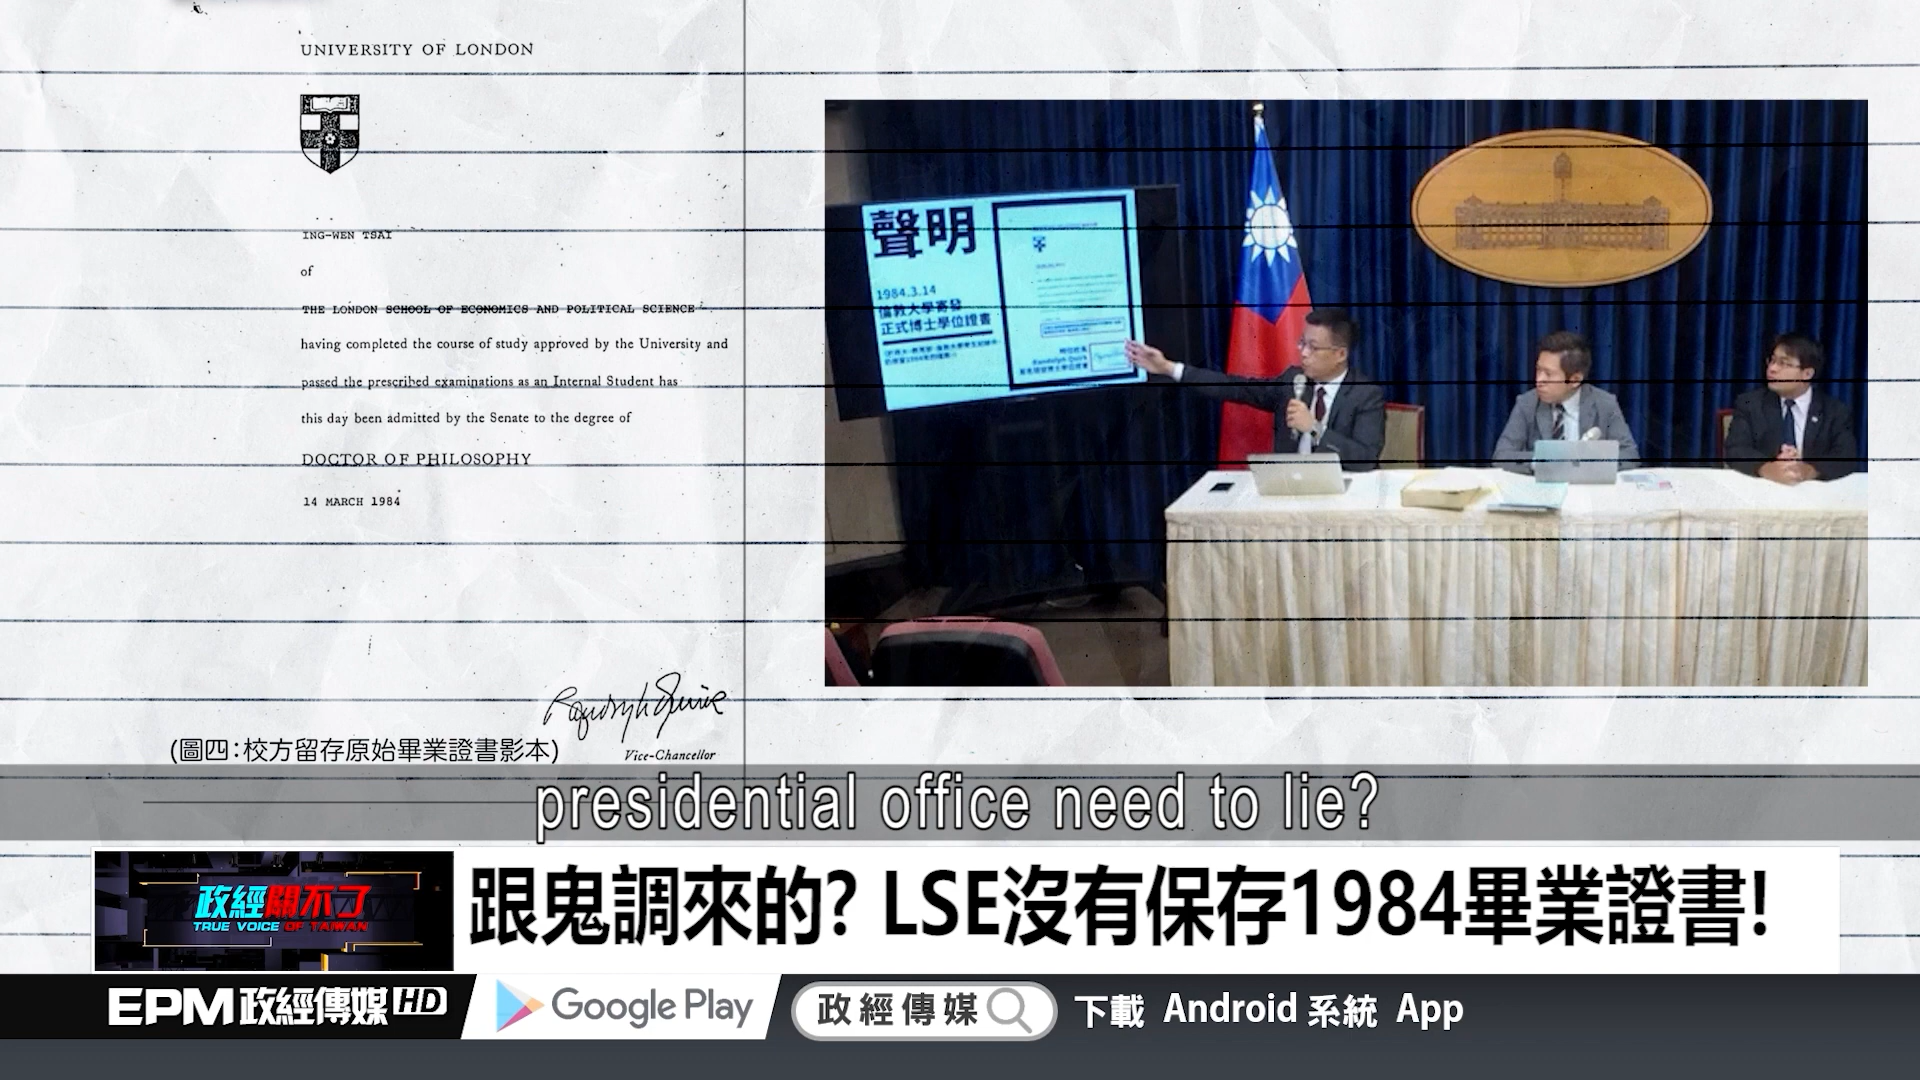 UNIVERSITY OF LONDON
ING-WEN TSAI
of
THE LONDON SCHOOL OF ECONOMICS AND POLITICAL SCIENCE
having completed the course of study approved by the University and
passed the prescribed examinations as an Internal Student has
this day been admitted by the Senate to the degree of
DOCTOR OF PHILOSOPHY
14 MARCH 1984
Vice-Chancellor
(圖四:校方留存原始畢業證書影本)
聲明
1984.3.14
倫敦大學寄發
正式博士學位證書
presidential office need to lie?
政經關不了
TRUE VOICE OF TAIWAN
跟鬼調來的? LSE沒有保存1984畢業證書!
EPM政經傳媒HD
Google Play
政經傳媒
下載 Android 系統 App